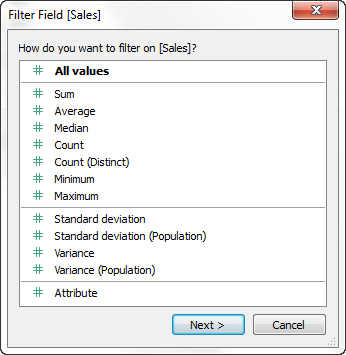 Filter Field [Sales]
How do you want to filter on [Sales]?
All values
Sum
Average
Median
Count
Count (Distinct)
Minimum
Maximum
Standard deviation
Standard deviation (Population)
Variance
Variance (Population)
Attribute
Next >
Cancel